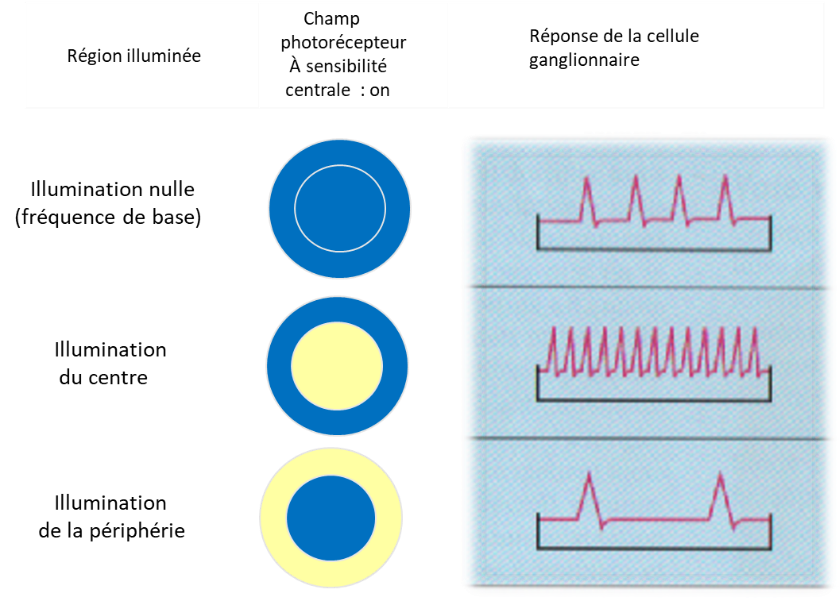 Région illuminée
Champ
photorécepteur
À sensibilité
centrale : on
Réponse de la cellule
ganglionnaire
Illumination nulle
(fréquence de base)
Illumination
du centre
Illumination
de la périphérie